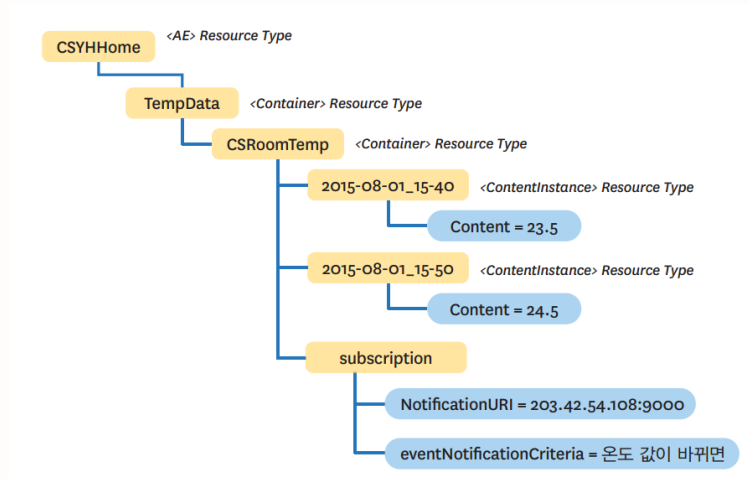 CSYHHome <AE> Resource Type
TempData <Container> Resource Type
CSRoomTemp <Container> Resource Type
2015-08-01_15-40 <ContentInstance> Resource Type
Content = 23.5
2015-08-01_15-50 <ContentInstance> Resource Type
Content = 24.5
subscription
NotificationURI = 203.42.54.108:9000
eventNotificationCriteria = 온도 값이 바뀌면